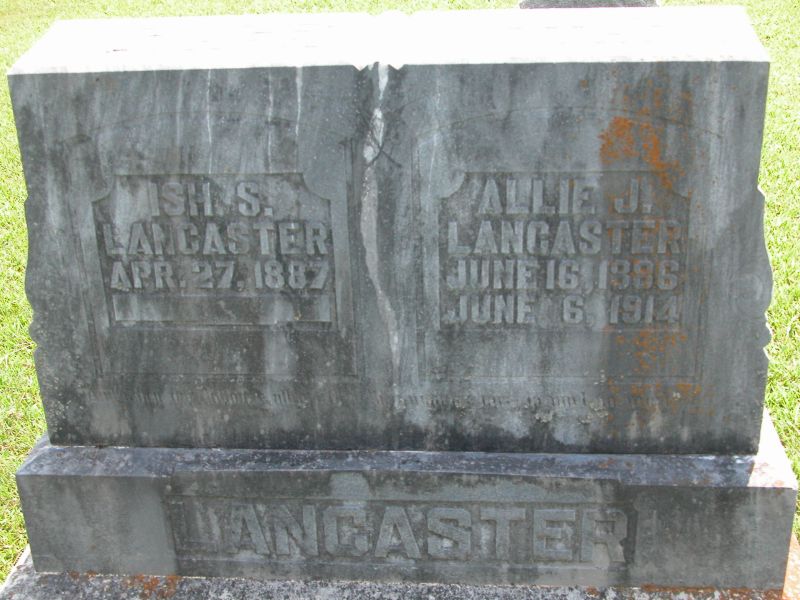 ISH. S.
LANCASTER
APR. 27, 1887
ALLIE J.
LANCASTER
JUNE 16, 1886
JUNE 6, 1914
LANCASTER